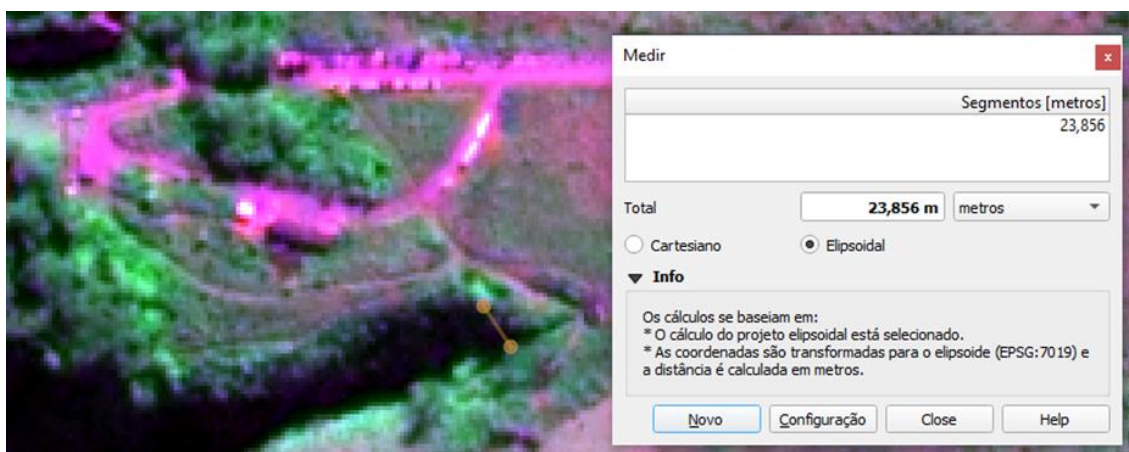 Medir
x
Segmentos [metros]
23,856
Total 23,856 m metros
Cartesiano Elipsoidal
Info
Os cálculos se baseiam em:
* O cálculo do projeto elipsoidal está selecionado.
* As coordenadas são transformadas para o elipsoide (EPSG:7019) e
a distância é calculada em metros.
Novo Configuração Close Help